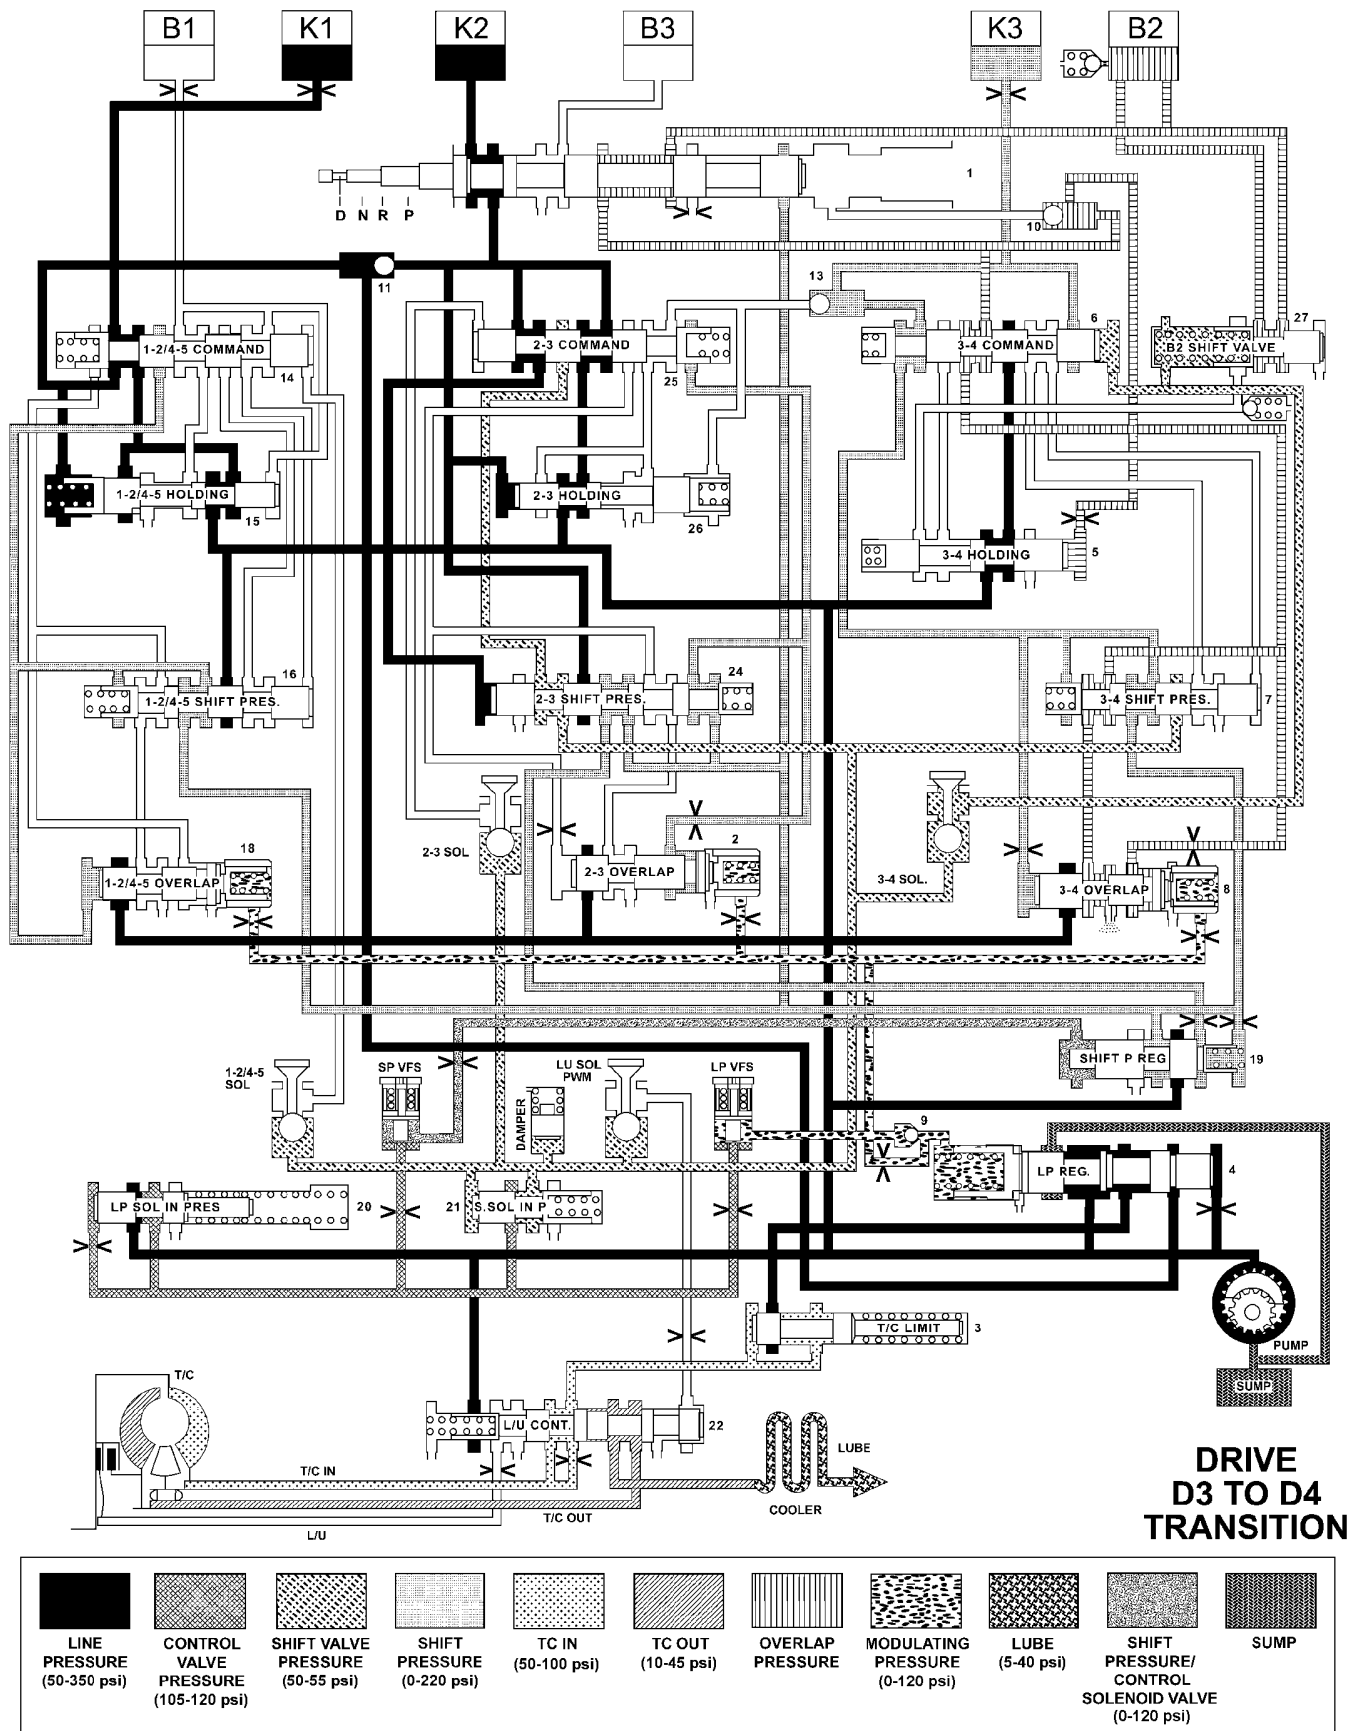 B1 K1 K2 B3 K3 B2
1
D N R P
10
11
13
6
27
1-2/4-5 COMMAND
2-3 COMMAND
3-4 COMMAND
B2 SHIFT VALVE
14
25
1-2/4-5 HOLDING
2-3 HOLDING
15
26
3-4 HOLDING
5
16
24
1-2/4-5 SHIFT PRES.
2-3 SHIFT PRES.
3-4 SHIFT PRES.
7
2-3 SOL
18
2
3-4 SOL.
1-2/4-5 OVERLAP
2-3 OVERLAP
3-4 OVERLAP
8
1-2/4-5
SOL
SP VFS
LU SOL
PWM
LP VFS
SHIFT P REG
19
DAMPER
9
LP REG.
4
LP SOL IN PRES
20
21
S.SOL IN P
T/C LIMIT
3
PUMP
SUMP
T/C
L/U CONT.
22
T/C IN
T/C OUT
L/U
LUBE
COOLER
DRIVE
D3 TO D4
TRANSITION
LINE
PRESSURE
(50-350 psi)
CONTROL
VALVE
PRESSURE
(105-120 psi)
SHIFT VALVE
PRESSURE
(50-55 psi)
SHIFT
PRESSURE
(0-220 psi)
TC IN
(50-100 psi)
TC OUT
(10-45 psi)
OVERLAP
PRESSURE
MODULATING
PRESSURE
(0-120 psi)
LUBE
(5-40 psi)
SHIFT
PRESSURE/
CONTROL
SOLENOID VALVE
(0-120 psi)
SUMP